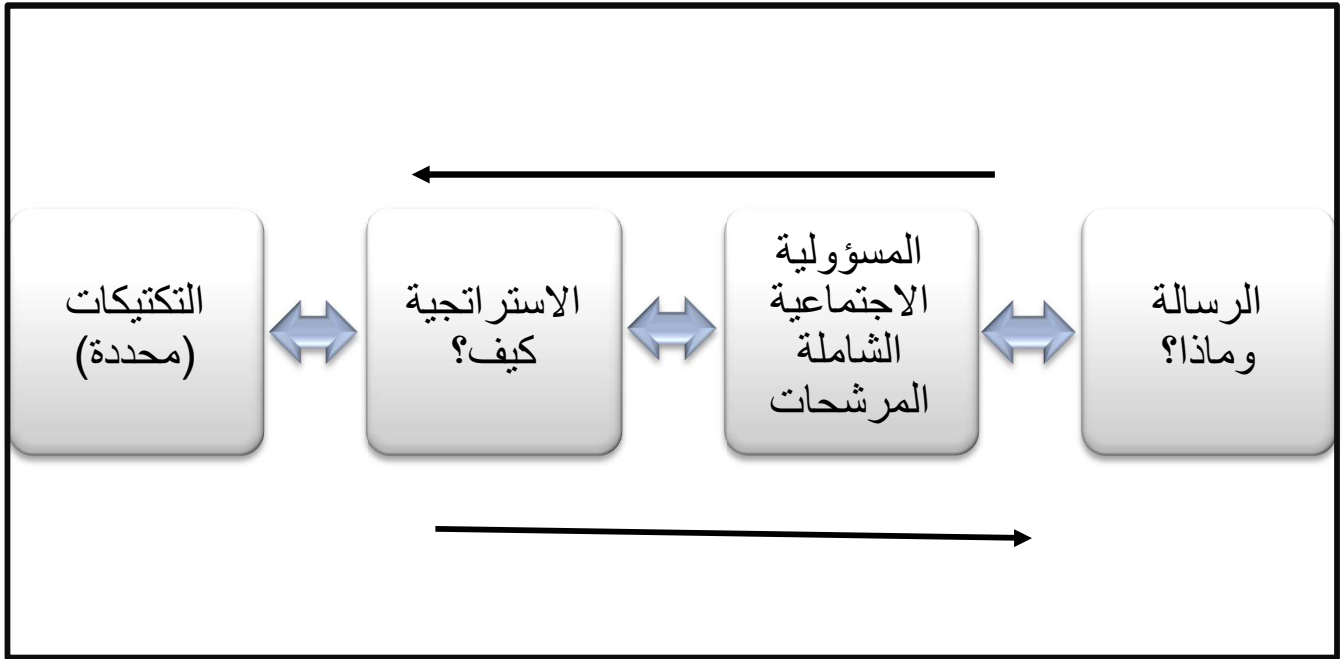 الرسالة
وماذا؟
المسؤولية
الاجتماعية
الشاملة
المرشحات
الاستراتجية
كيف؟
التكتيكات
(محددة)